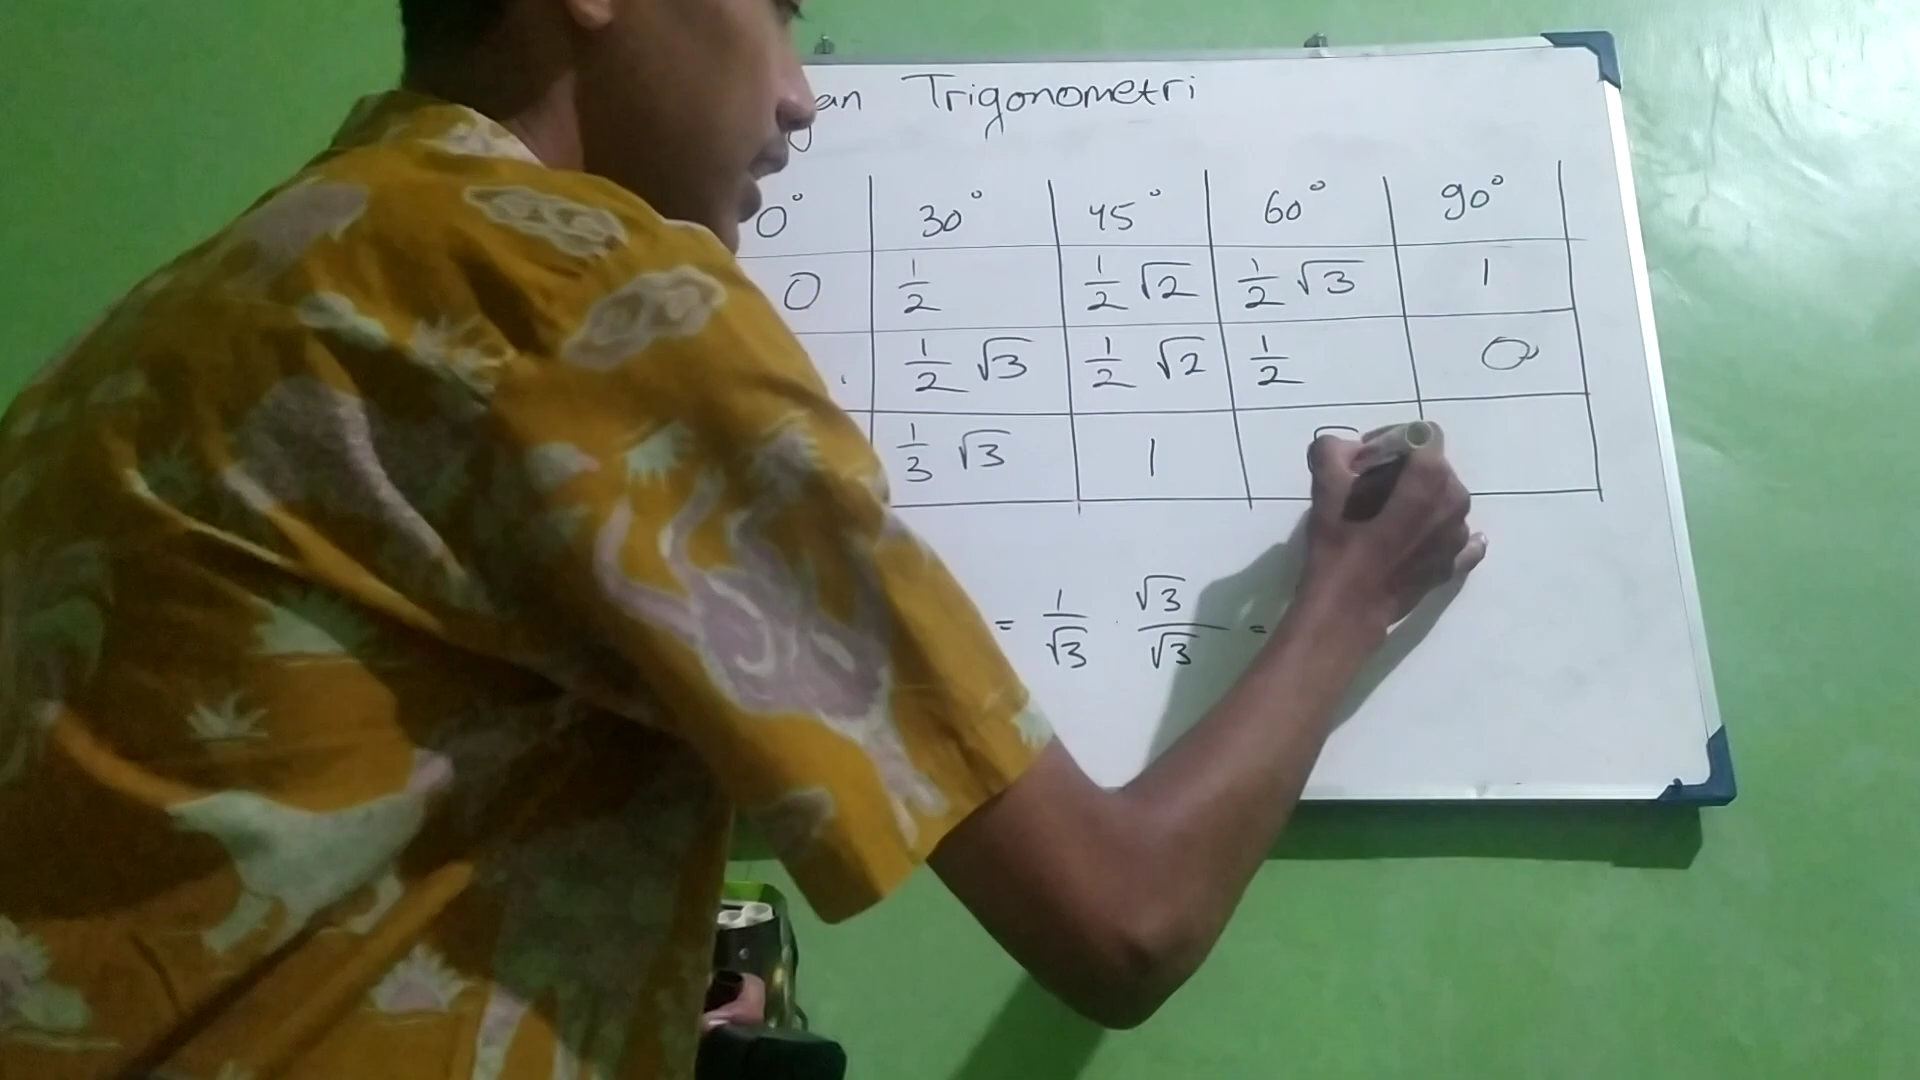 Trigonometri
0° 30° 45° 60° 90°
0 1/2 1/2 √2 1/2 √3 1
1/2 √3 1/2 √2 1/2 0
1/3 √3 1
= 1/√3 · √3/√3 =